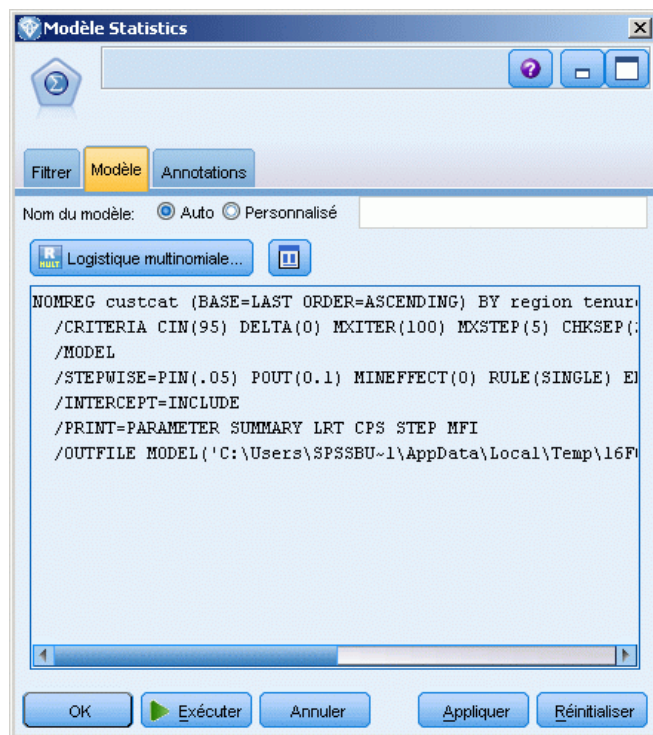 Modèle Statistics
Filtrer Modèle Annotations
Nom du modèle: Auto Personnalisé
Logistique multinomiale...
NOMREG custcat (BASE=LAST ORDER=ASCENDING) BY region
/CRITERIA CIN(95) DELTA(0) MXITER(100) MXSTEP(5)
/MODEL
/STEPWISE=PIN(.05) POUT(0.1) MINEFFECT(0) RULE(SINGLE)
/INTERCEPT=INCLUDE
/PRINT=PARAMETER SUMMARY LRT CPS STEP MFI
/OUTFILE MODEL('C:\Users\SPSSBU~1\AppData\Local\Temp\16F
OK Exécuter Annuler Appliquer Réinitialiser